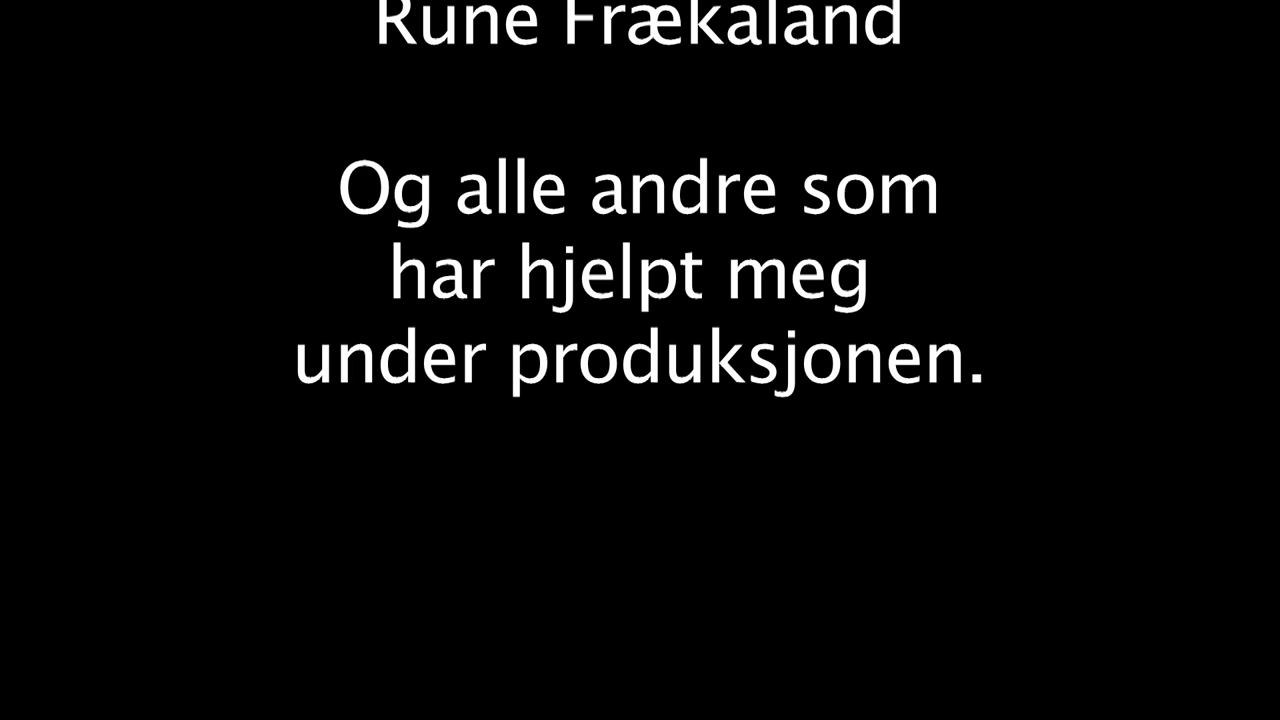 Rune Frækaland
Og alle andre som
har hjelpt meg
under produksjonen.